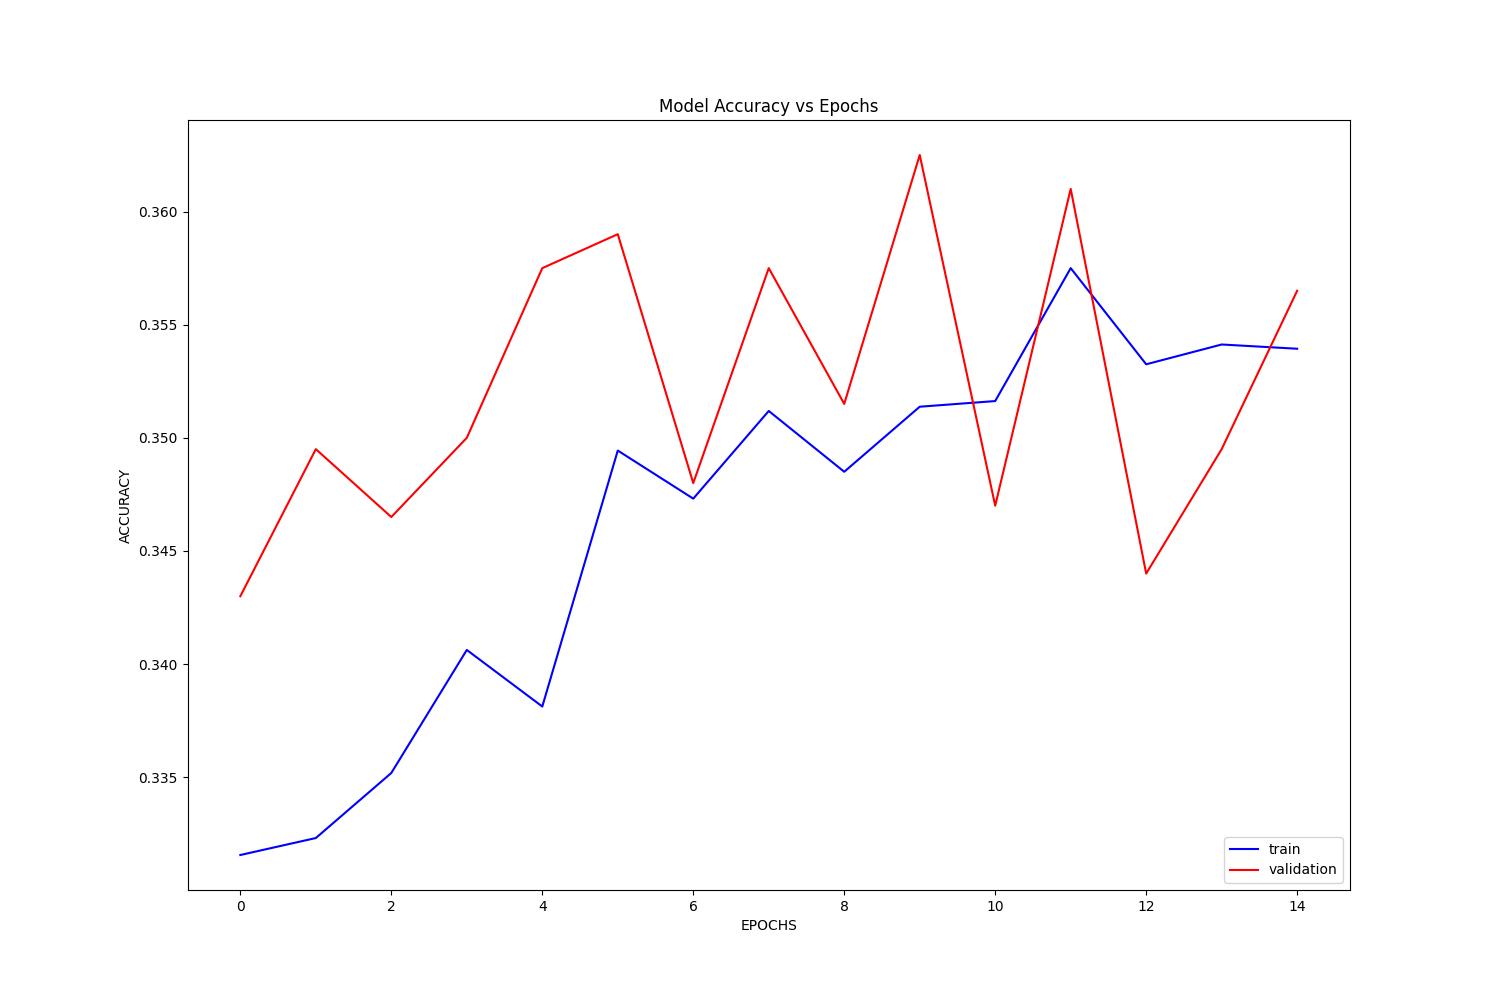 Model Accuracy vs Epochs
0.360
0.355
0.350
0.345
0.340
0.335
ACCURACY
train
validation
0 2 4 6 8 10 12 14
EPOCHS